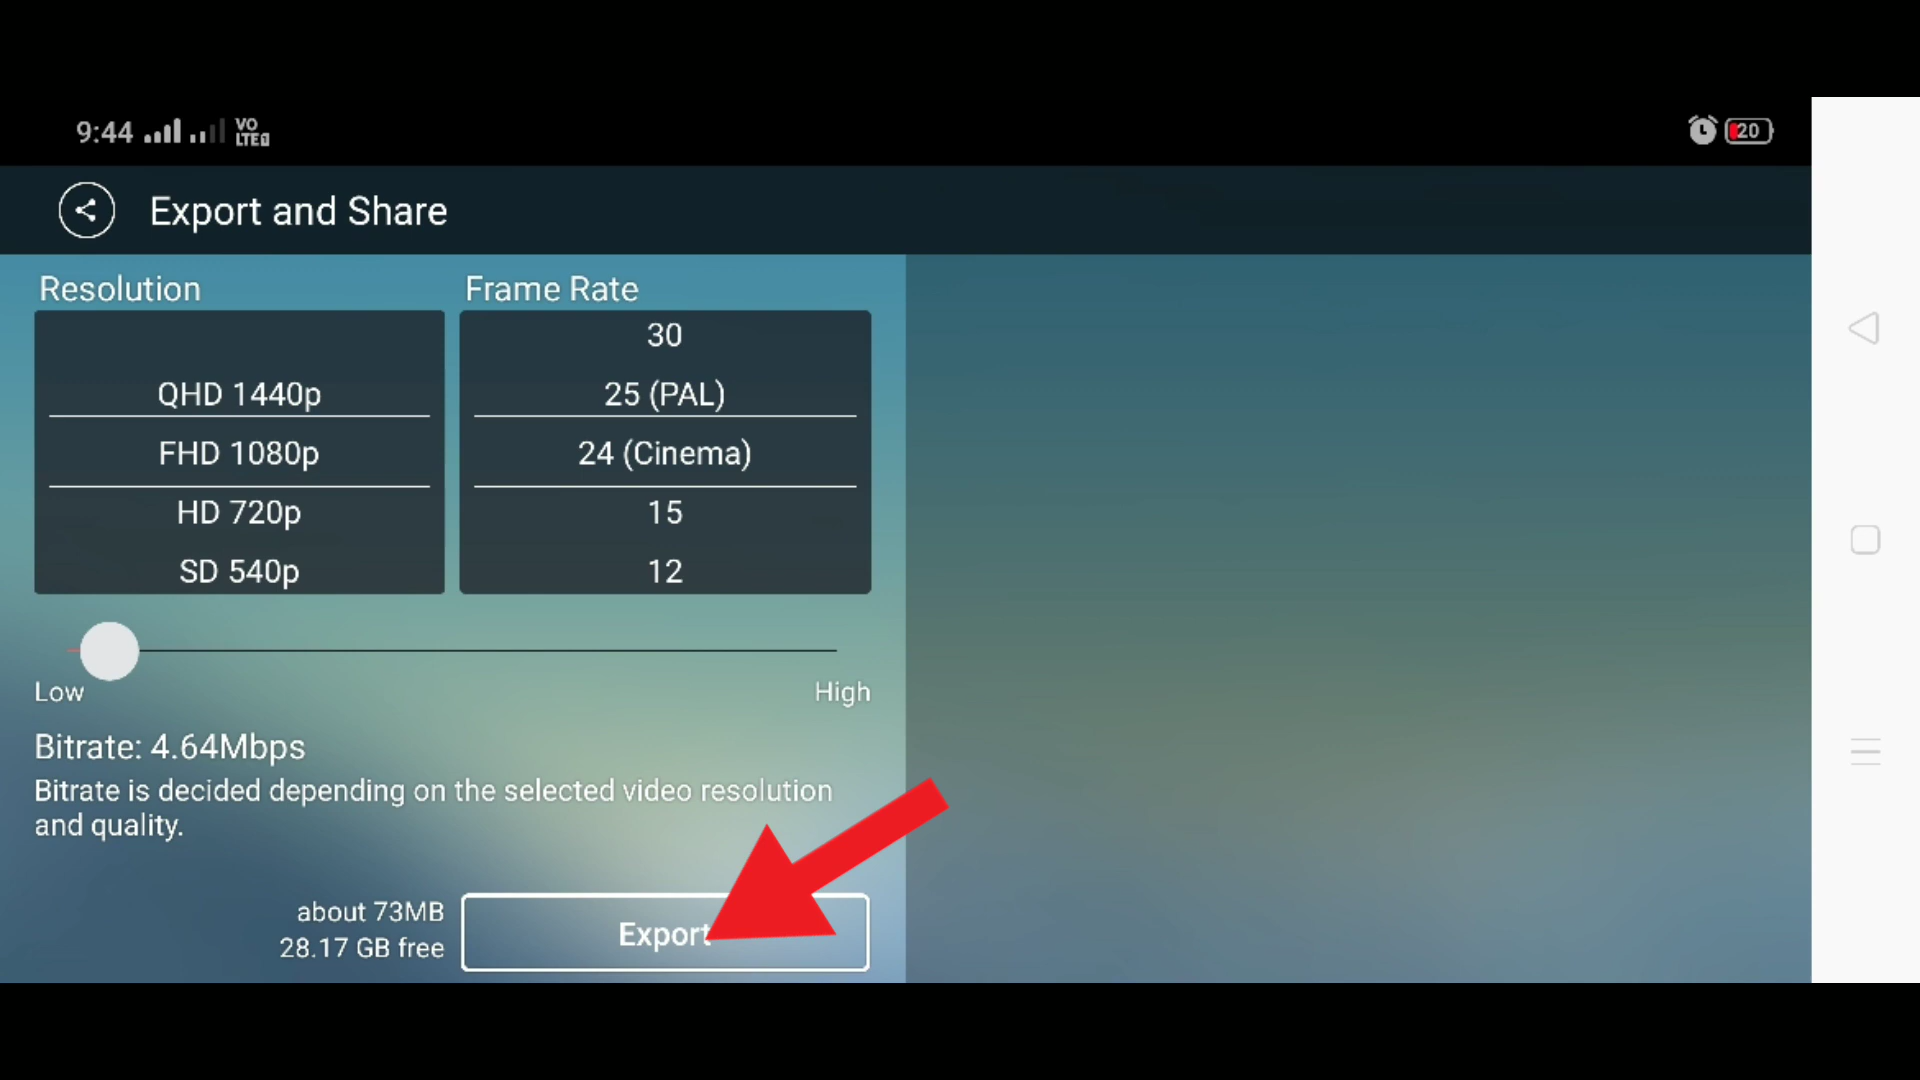 9:44 VO LTE
20
Export and Share
Resolution
Frame Rate
QHD 1440p
FHD 1080p
HD 720p
SD 540p
30
25 (PAL)
24 (Cinema)
15
12
Low
High
Bitrate: 4.64Mbps
Bitrate is decided depending on the selected video resolution
and quality.
about 73MB
28.17 GB free
Export